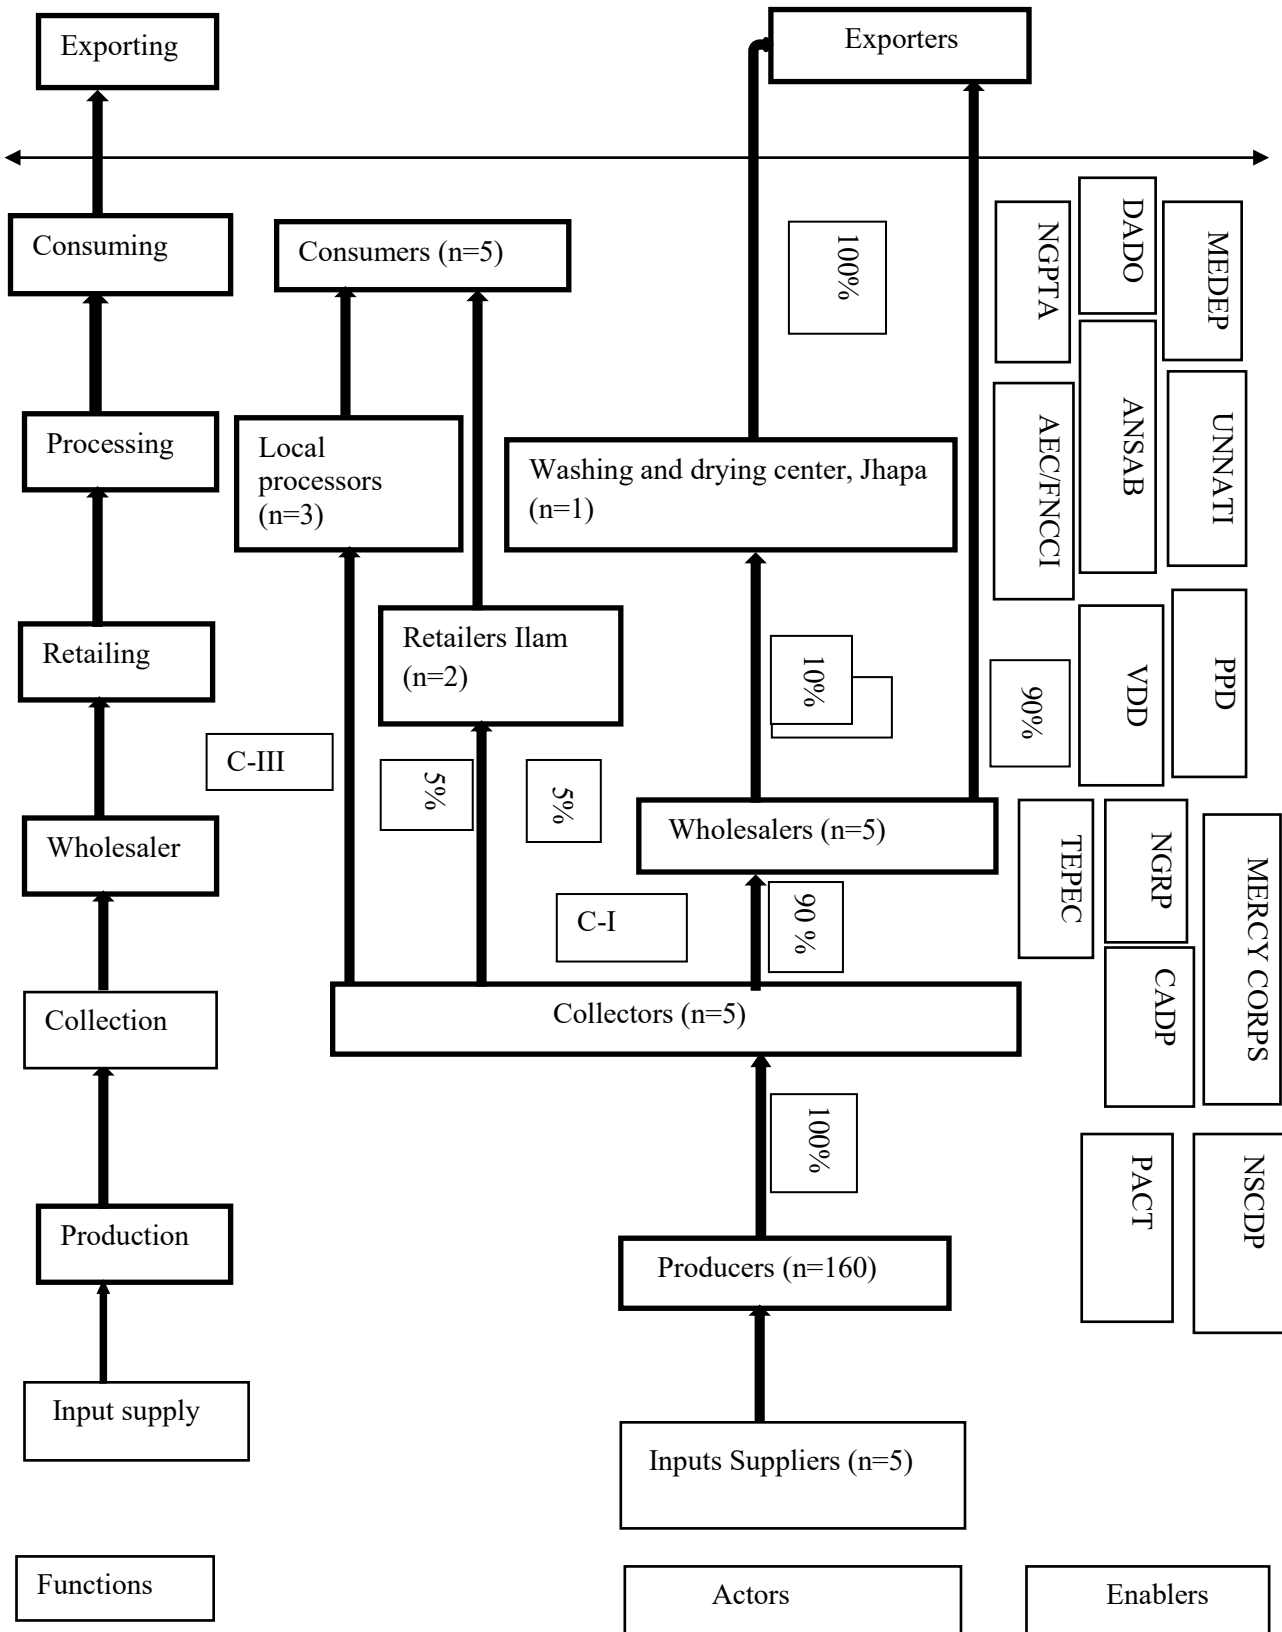 Exporting
Exporters
Consuming
Consumers (n=5)
100%
NGPTA
DADO
MEDEP
Processing
Local
processors
(n=3)
Washing and drying center, Jhapa
(n=1)
AEC/FNCCI
ANSAB
UNNATI
Retailing
Retailers Ilam
(n=2)
10%
90%
VDD
PPD
C-III
5%
5%
Wholesaler
Wholesalers (n=5)
TEPEC
NGRP
MERCY CORPS
C-I
90 %
Collection
Collectors (n=5)
CADP
100%
PACT
NSCDP
Production
Producers (n=160)
Input supply
Inputs Suppliers (n=5)
Functions
Actors
Enablers